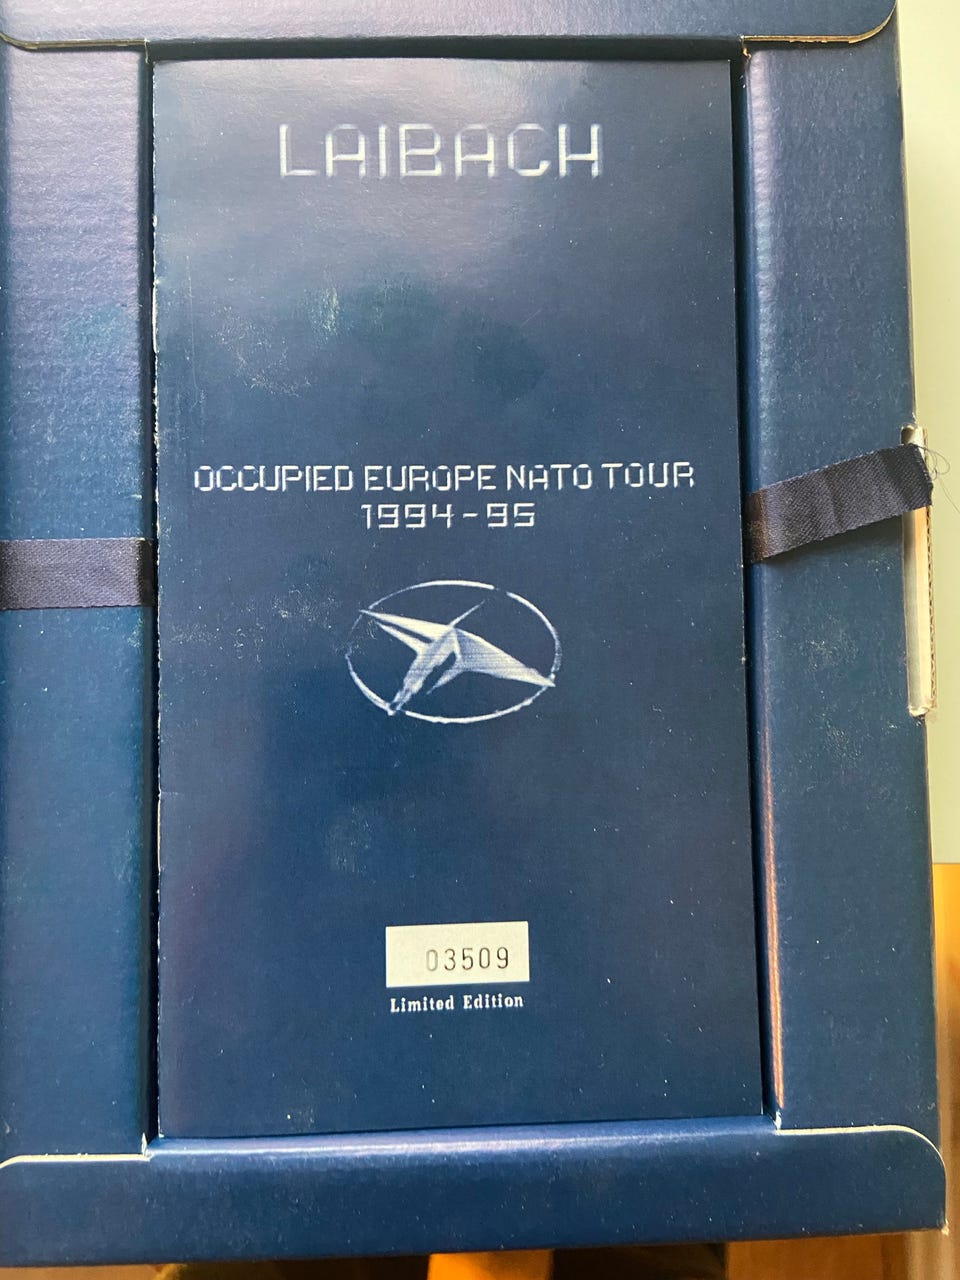 LAIBACH
OCCUPIED EUROPE NATO TOUR
1994-95
03509
Limited Edition